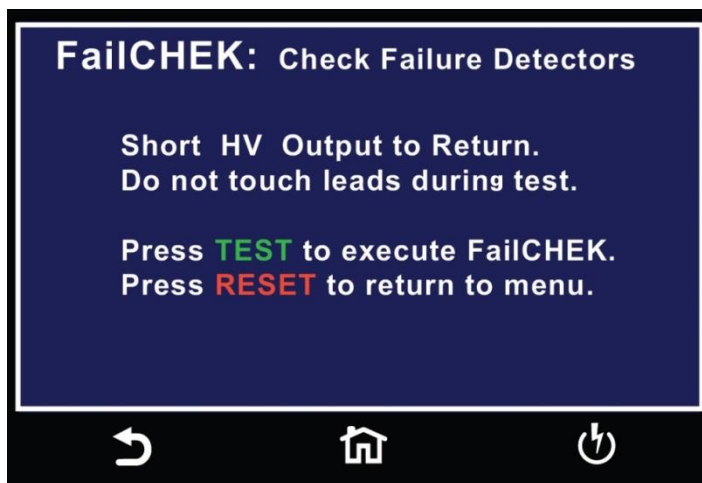 FailCHEK: Check Failure Detectors
Short HV Output to Return.
Do not touch leads during test.
Press TEST to execute FailCHEK.
Press RESET to return to menu.